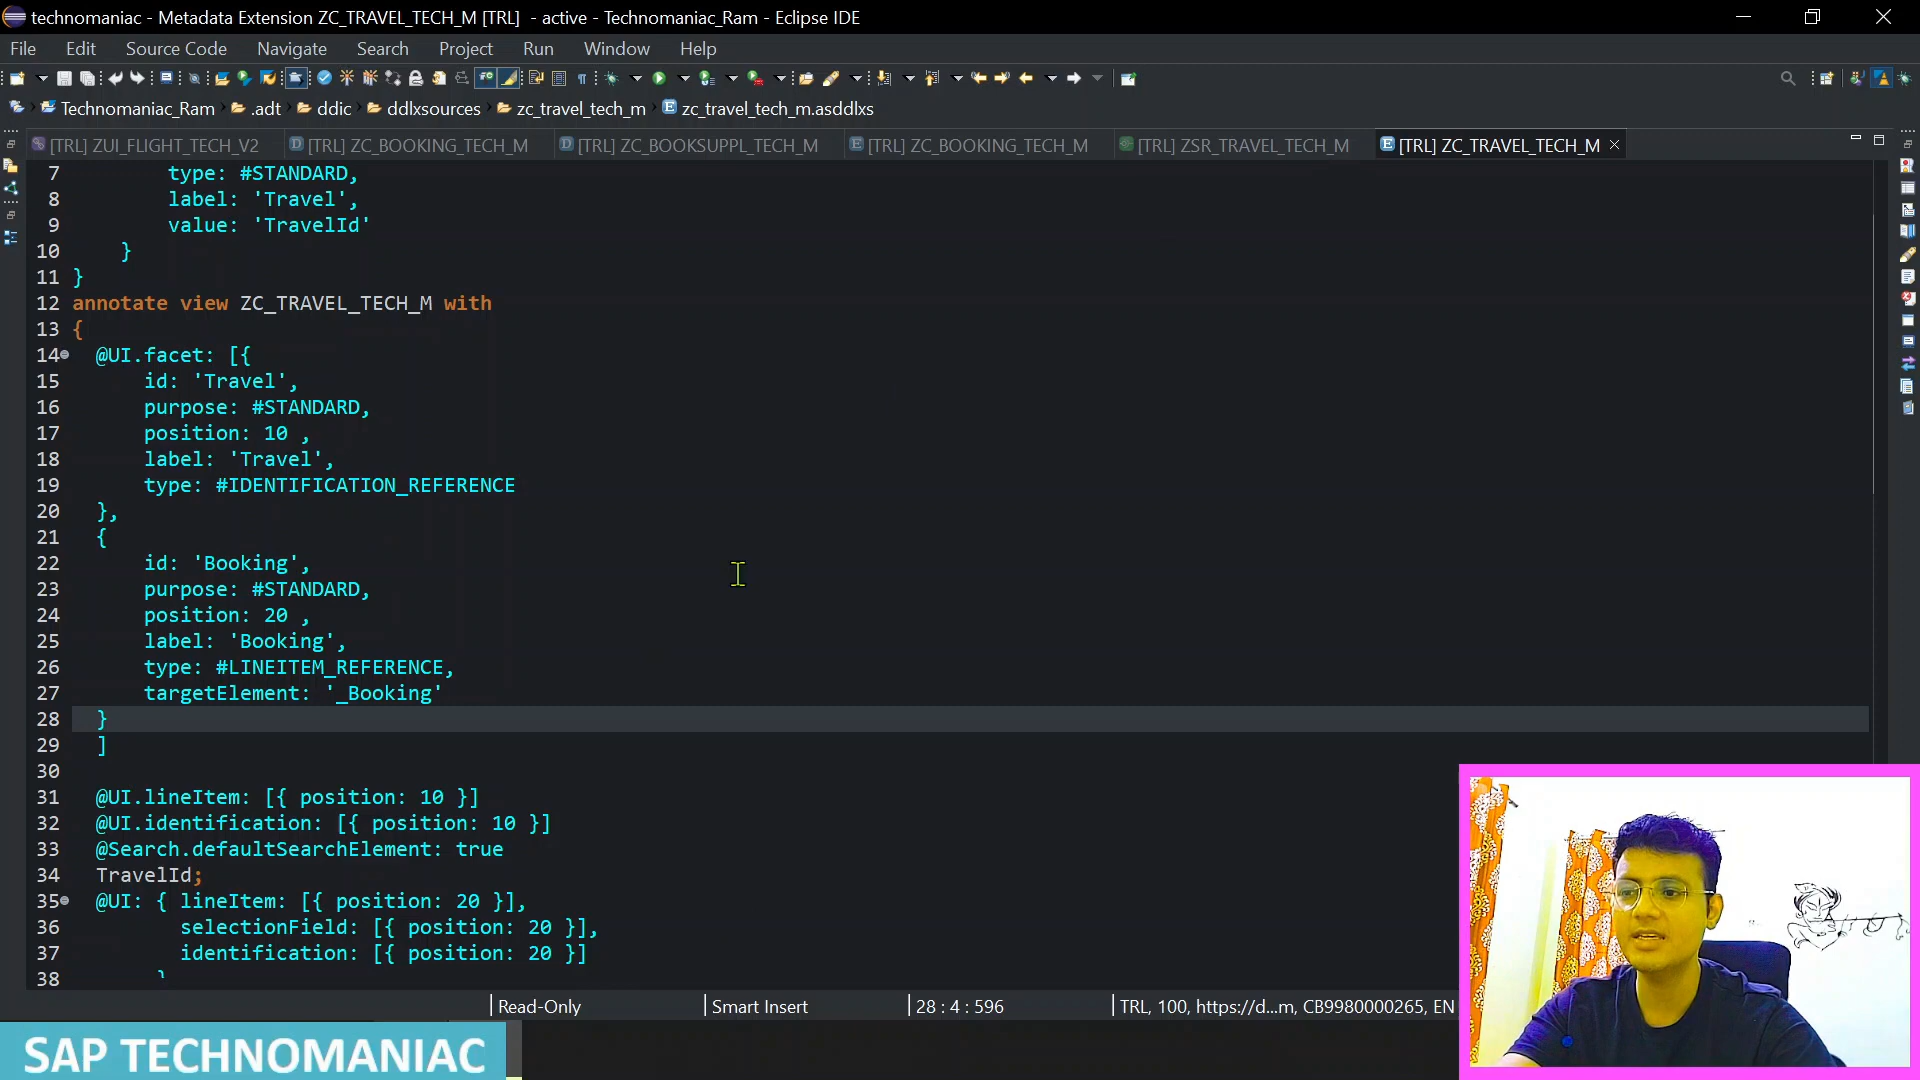 technomaniac - Metadata Extension ZC_TRAVEL_TECH_M [TRL] - active - Technomaniac_Ram - Eclipse IDE
File Edit Source Code Navigate Search Project Run Window Help
Technomaniac_Ram .adt ddic ddlxsources zc_travel_tech_m zc_travel_tech_m.asddlxs
[TRL] ZUI_FLIGHT_TECH_V2 [TRL] ZC_BOOKING_TECH_M [TRL] ZC_BOOKSUPPL_TECH_M [TRL] ZC_BOOKING_TECH_M [TRL] ZSR_TRAVEL_TECH_M [TRL] ZC_TRAVEL_TECH_M
7 type: #STANDARD,
8 label: 'Travel',
9 value: 'TravelId'
10 }
11 }
12 annotate view ZC_TRAVEL_TECH_M with
13 {
14 @UI.facet: [{
15 id: 'Travel',
16 purpose: #STANDARD,
17 position: 10 ,
18 label: 'Travel',
19 type: #IDENTIFICATION_REFERENCE
20 },
21 {
22 id: 'Booking',
23 purpose: #STANDARD,
24 position: 20 ,
25 label: 'Booking',
26 type: #LINEITEM_REFERENCE,
27 targetElement: '_Booking'
28 }
29 ]
30
31 @UI.lineItem: [{ position: 10 }]
32 @UI.identification: [{ position: 10 }]
33 @Search.defaultSearchElement: true
34 TravelId;
35 @UI: { lineItem: [{ position: 20 }],
36 selectionField: [{ position: 20 }],
37 identification: [{ position: 20 }]
38
Read-Only Smart Insert 28 : 4 : 596 TRL, 100, https://d...m, CB9980000265, EN
SAP TECHNOMANIAC